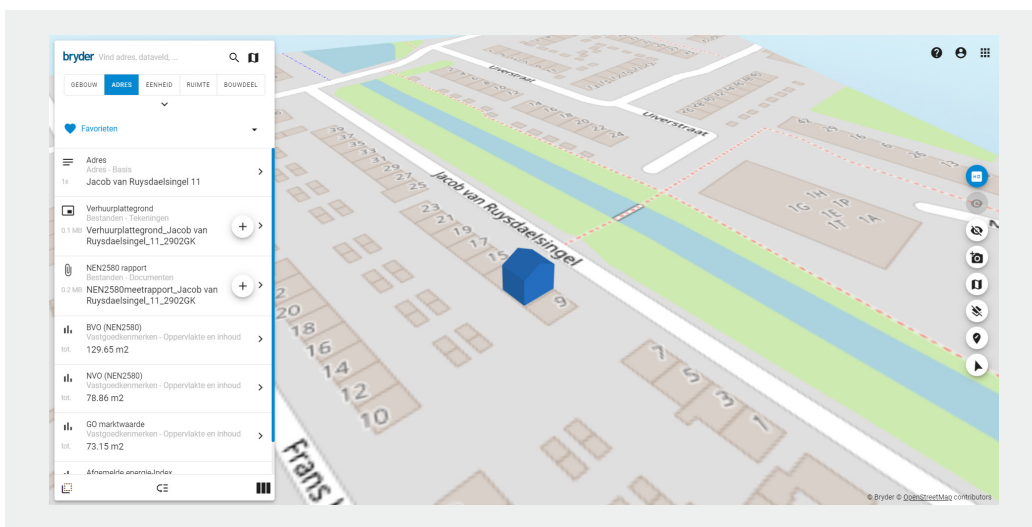 bryder Vind adres, dataveld, ...
GEBOUW ADRES EENHEID RUIMTE BOUWDEEL
Favorieten
Adres
Adres - Basis
1x Jacob van Ruysdaelsingel 11
Verhuurplattegrond
Bestanden - Tekeningen
0.1 MB Verhuurplattegrond_Jacob van
Ruysdaelsingel_11_2902GK
NEN2580 rapport
Bestanden - Documenten
0.2 MB NEN2580meetrapport_Jacob van
Ruysdaelsingel_11_2902GK
BVO (NEN2580)
Vastgoedkenmerken - Oppervlakte en inhoud
tot. 129.65 m2
NVO (NEN2580)
Vastgoedkenmerken - Oppervlakte en inhoud
tot. 78.86 m2
GO marktwaarde
Vastgoedkenmerken - Oppervlakte en inhoud
tot. 73.15 m2
Afgemelde energie-Index
Uiverstraat
Uiverstraat
Jacob van Ruysdaelsingel
27
25
23
21
19
17
15
9
7
5
3
1
1H
1P
1G
1E
1A
20
18
16
14
12
10
Frans
© Bryder © OpenStreetMap contributors